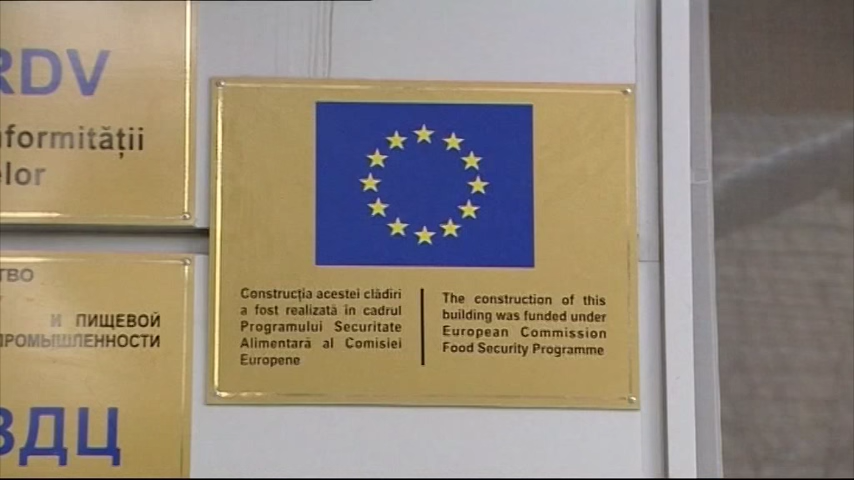 RDV
formității
elor
И ПИЩЕВОЙ
ПРОМЫШЛЕННОСТИ
ВДЦ
Construcția acestei clădiri
a fost realizată în cadrul
Programului Securitate
Alimentară al Comisiei
Europene
The construction of this
building was funded under
European Commission
Food Security Programme